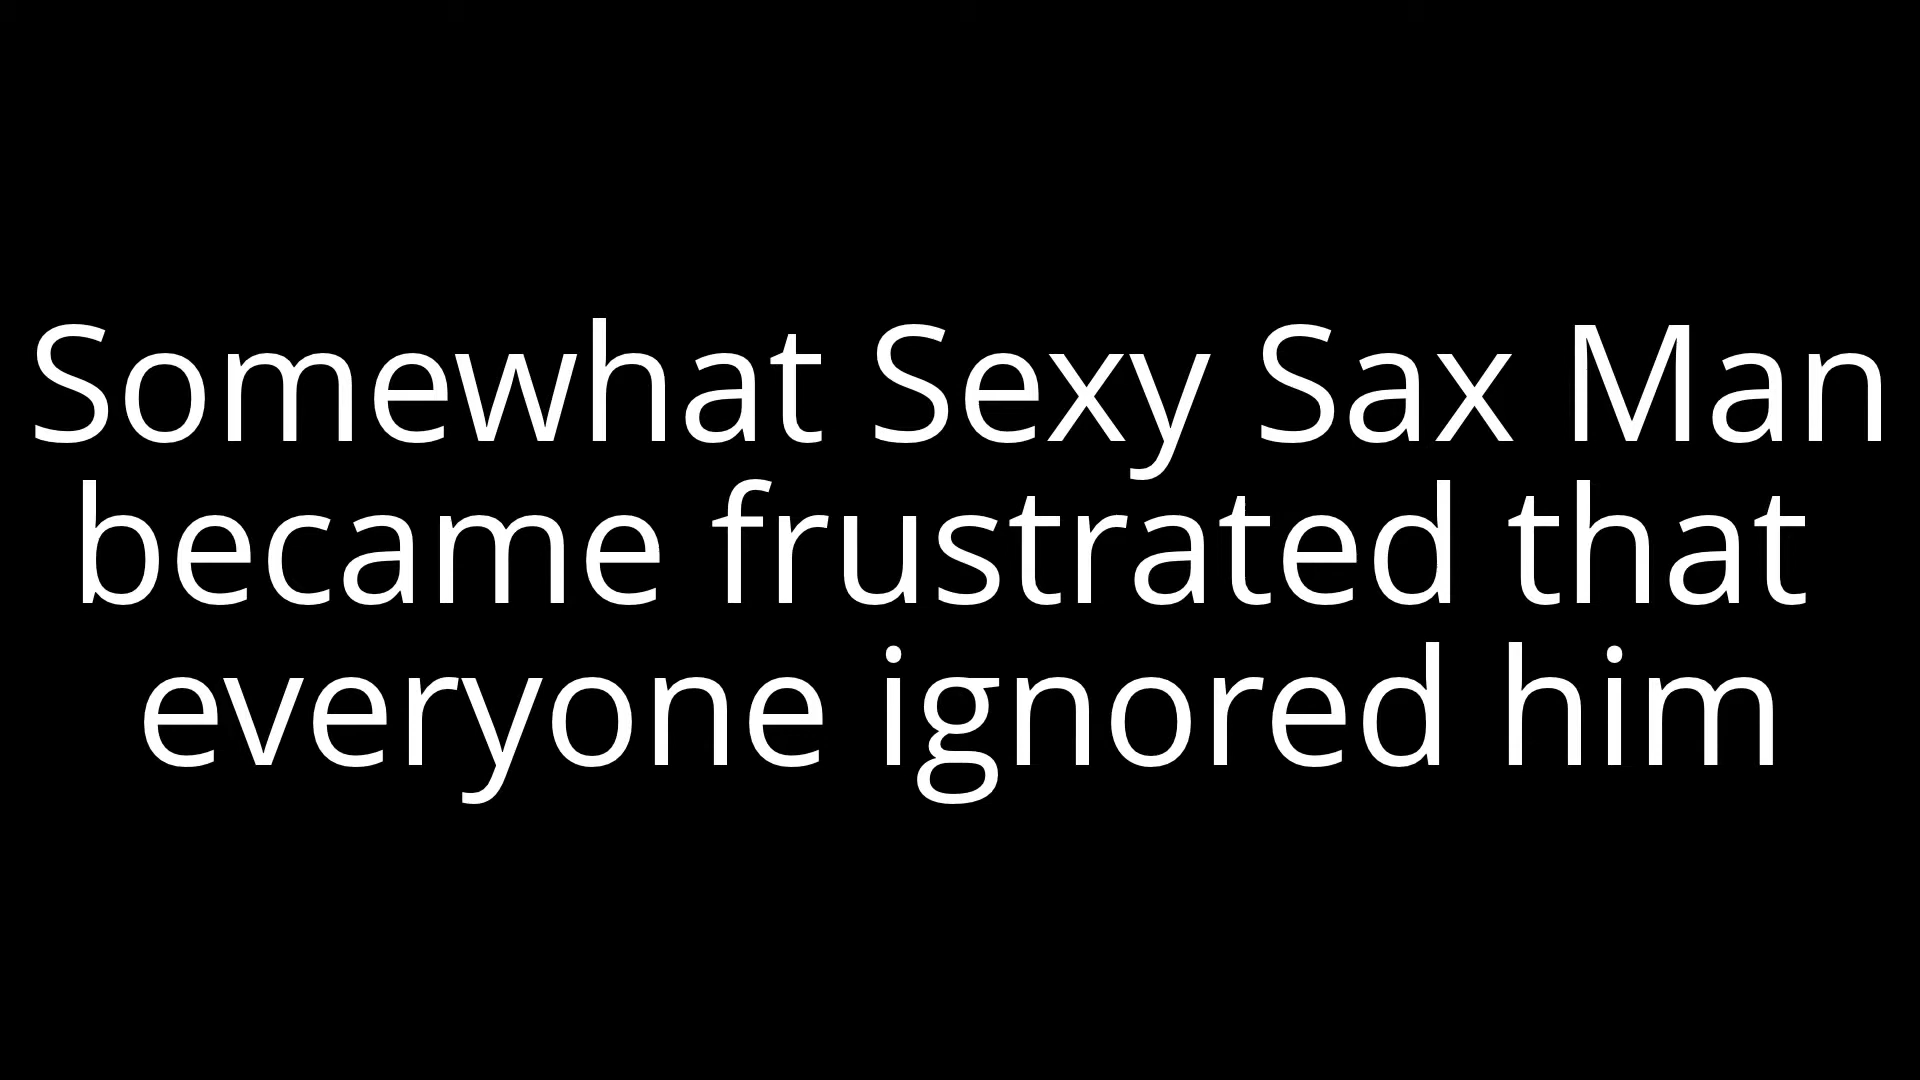 Somewhat Sexy Sax Man
became frustrated that
everyone ignored him